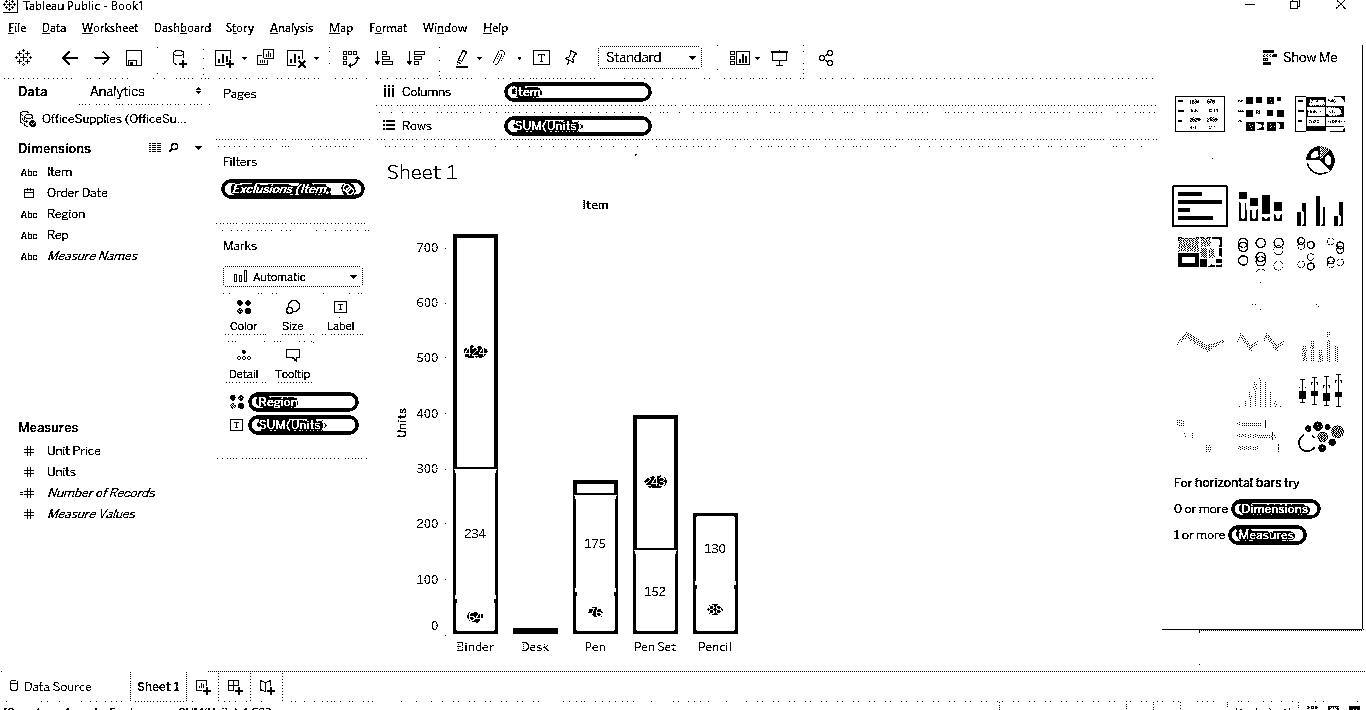 Tableau Public - Book1
File Data Worksheet Dashboard Story Analysis Map Format Window Help
Standard
Show Me
Data Analytics
OfficeSupplies (OfficeSu...
Dimensions
Abc Item
Order Date
Abc Region
Abc Rep
Abc Measure Names
Measures
# Unit Price
# Units
=# Number of Records
# Measure Values
Pages
Filters
Exclusions (Item,
Marks
Automatic
Color Size Label
Detail Tooltip
Region
SUM(Units)
Columns Item
Rows SUM(Units)
Sheet 1
Item
Units
700
600
500
400
300
200
100
0
424
234
64
175
76
243
152
130
Binder Desk Pen Pen Set Pencil
For horizontal bars try
0 or more Dimensions
1 or more Measures
Data Source Sheet 1